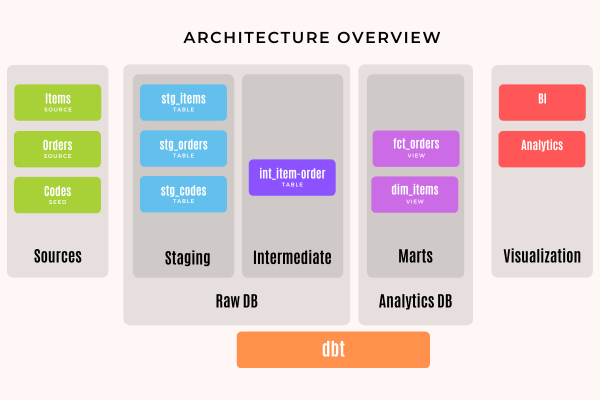 ARCHITECTURE OVERVIEW
Items
SOURCE
Orders
SOURCE
Codes
SEED
Sources
stg_items
TABLE
stg_orders
TABLE
stg_codes
TABLE
Staging
int_item-order
TABLE
Intermediate
Raw DB
fct_orders
VIEW
dim_items
VIEW
Marts
Analytics DB
BI
Analytics
Visualization
dbt